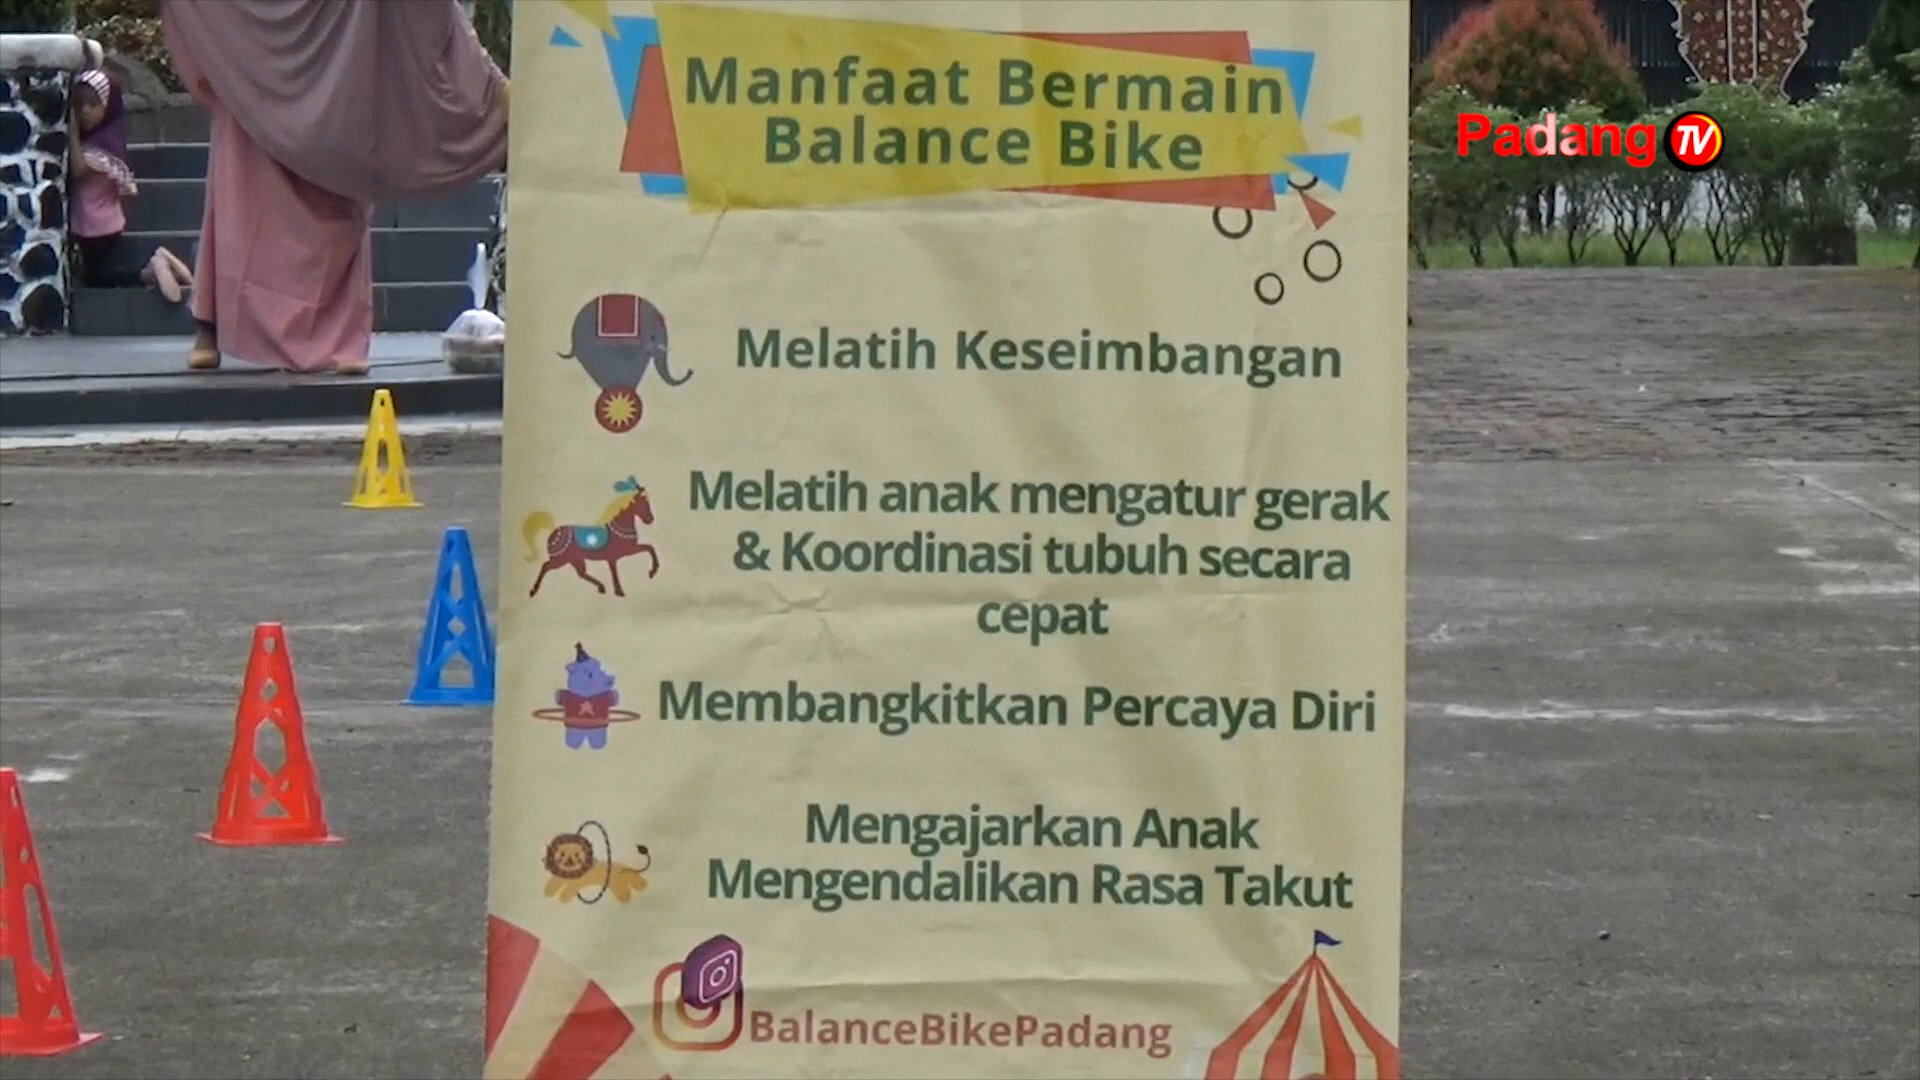 Manfaat Bermain
Balance Bike
Padang TV
Melatih Keseimbangan
Melatih anak mengatur gerak
& Koordinasi tubuh secara
cepat
Membangkitkan Percaya Diri
Mengajarkan Anak
Mengendalikan Rasa Takut
BalanceBikePadang